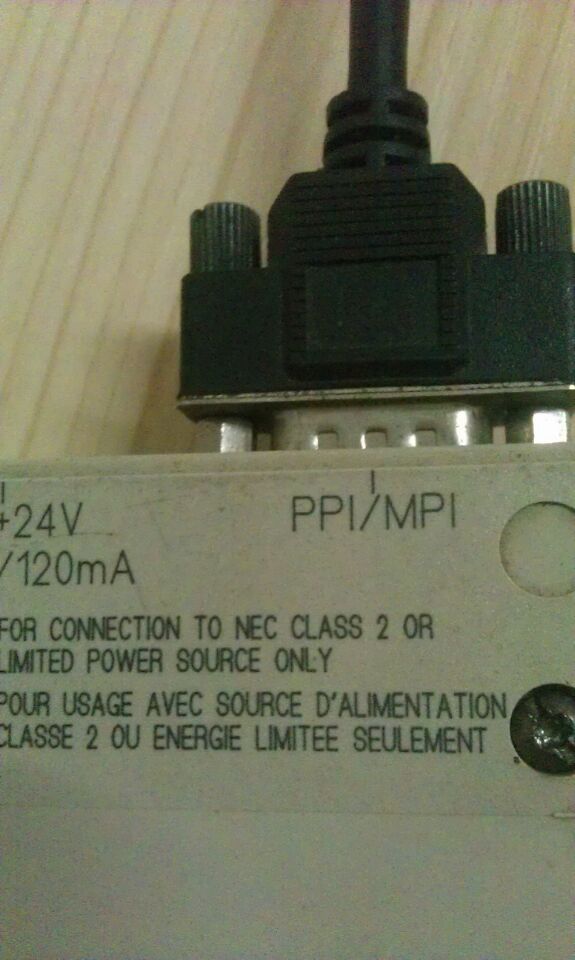 +24V
PPI/MPI
/120mA
FOR CONNECTION TO NEC CLASS 2 OR
LIMITED POWER SOURCE ONLY
POUR USAGE AVEC SOURCE D'ALIMENTATION
CLASSE 2 OU ENERGIE LIMITEE SEULEMENT